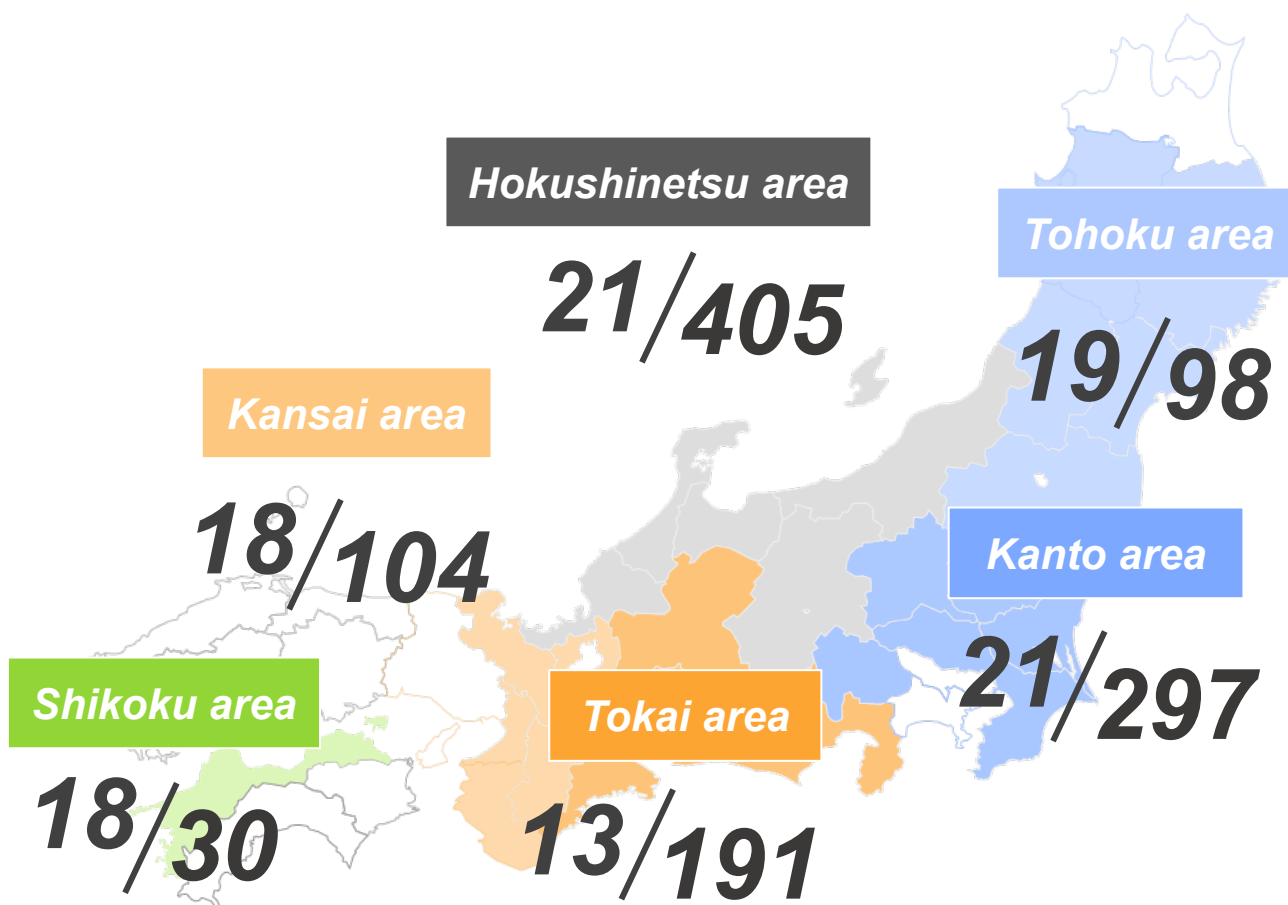 Hokushinetsu area
21/405
Tohoku area
19/98
Kansai area
18/104
Kanto area
21/297
Shikoku area
18/30
Tokai area
13/191